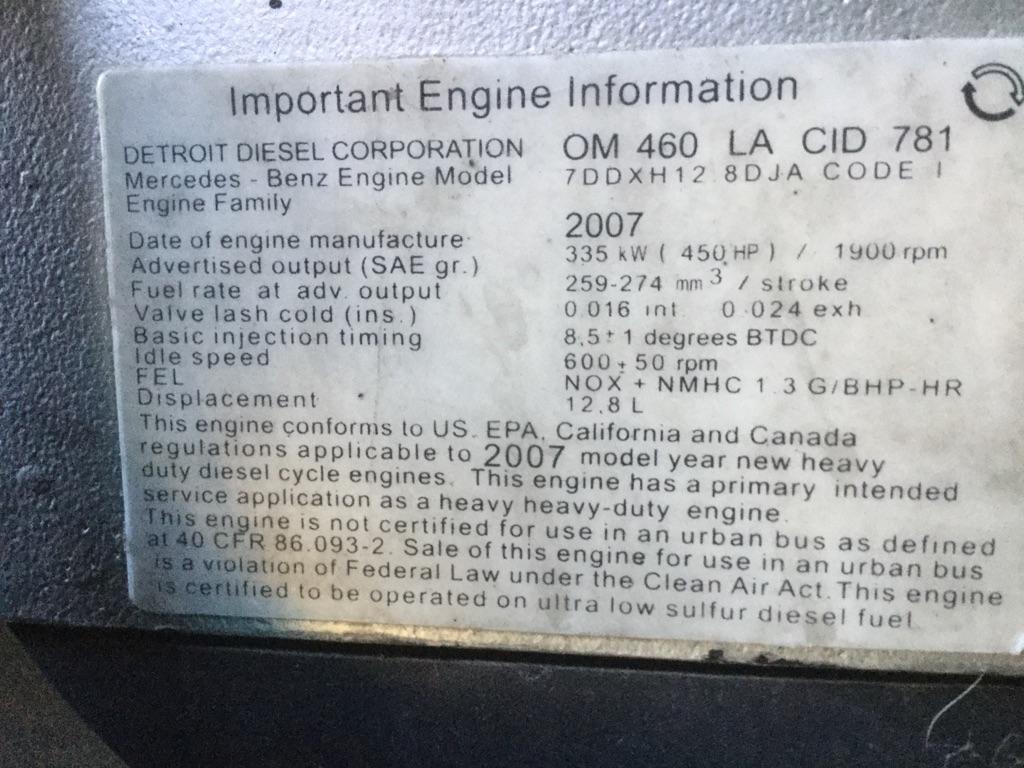 Important Engine Information
DETROIT DIESEL CORPORATION OM 460 LA CID 781
Mercedes - Benz Engine Model 7DDXH12.8DJA CODE I
Engine Family
Date of engine manufacture 2007
Advertised output (SAE gr.) 335 kW ( 450 HP ) / 1900 rpm
Fuel rate at adv. output 259-274 mm³ / stroke
Valve lash cold (ins.) 0.016 int. 0.024 exh
Basic injection timing 8.5±1 degrees BTDC
Idle speed 600±50 rpm
FEL NOX + NMHC 1.3 G/BHP-HR
Displacement 12.8 L
This engine conforms to US. EPA, California and Canada
regulations applicable to 2007 model year new heavy
duty diesel cycle engines. This engine has a primary intended
service application as a heavy heavy-duty engine.
This engine is not certified for use in an urban bus as defined
at 40 CFR 86.093-2. Sale of this engine for use in an urban bus
is a violation of Federal Law under the Clean Air Act. This engine
is certified to be operated on ultra low sulfur diesel fuel